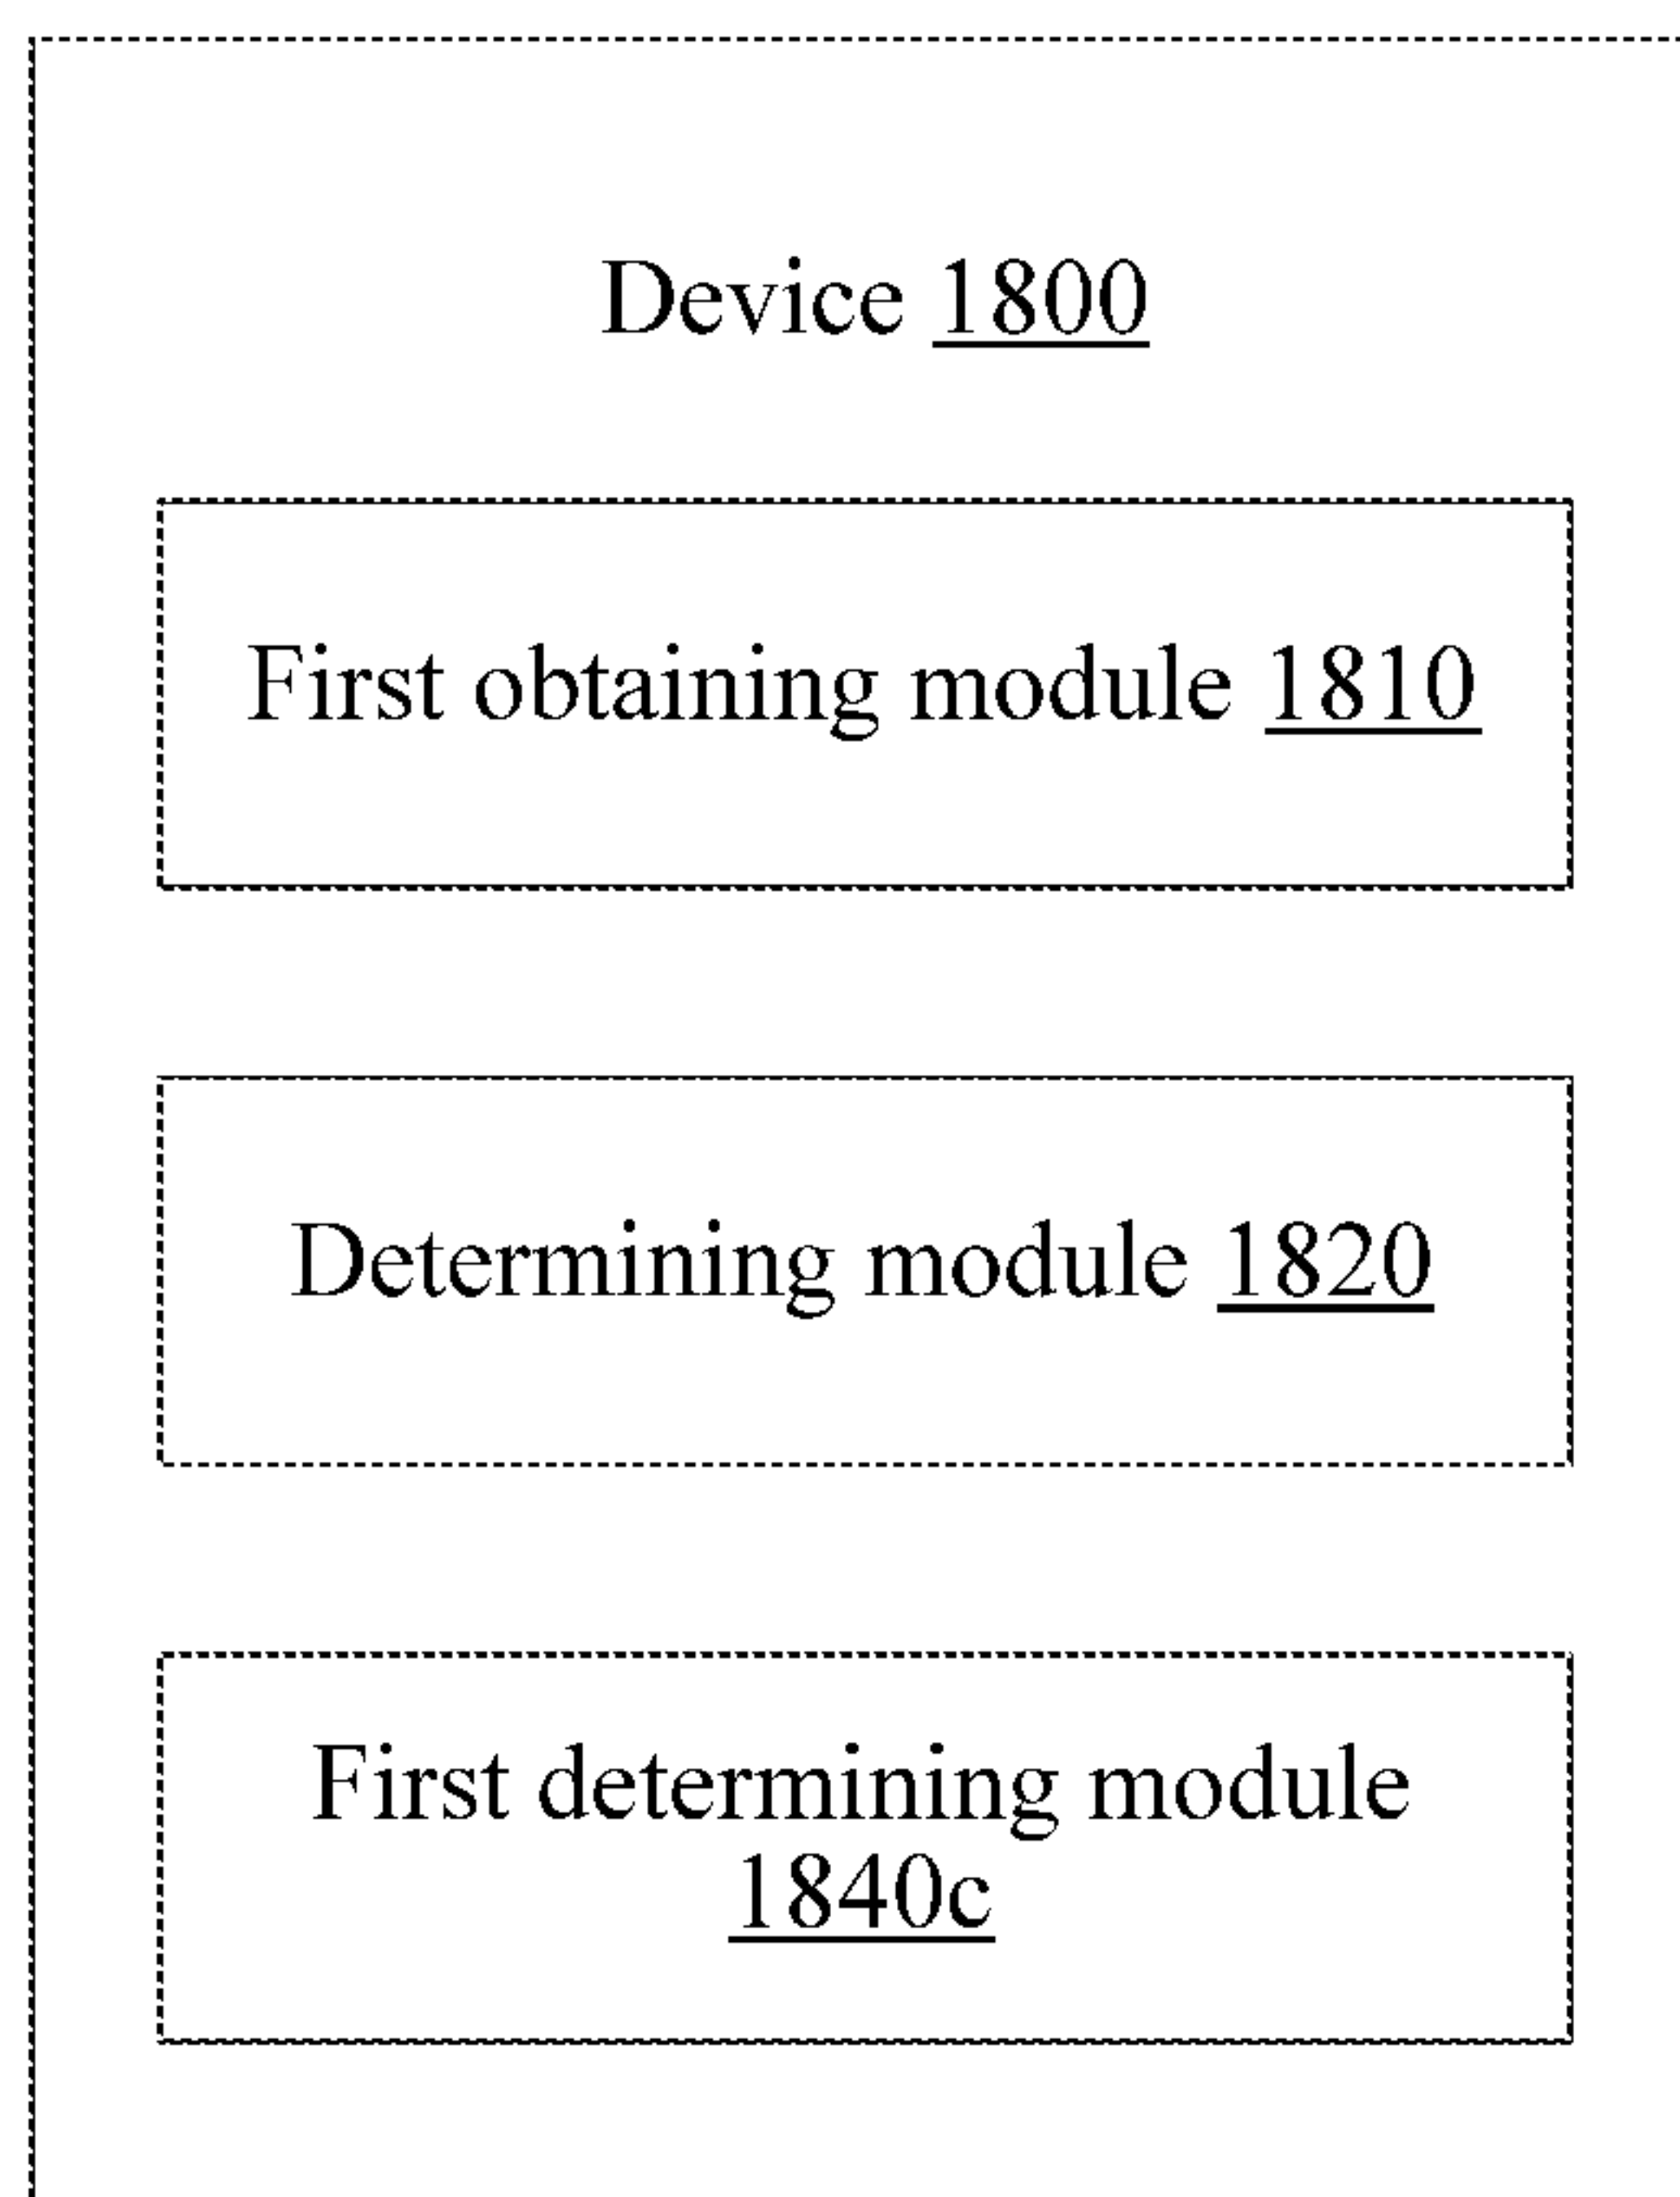 Device 1800
First obtaining module 1810
Determining module 1820
First determining module
1840c